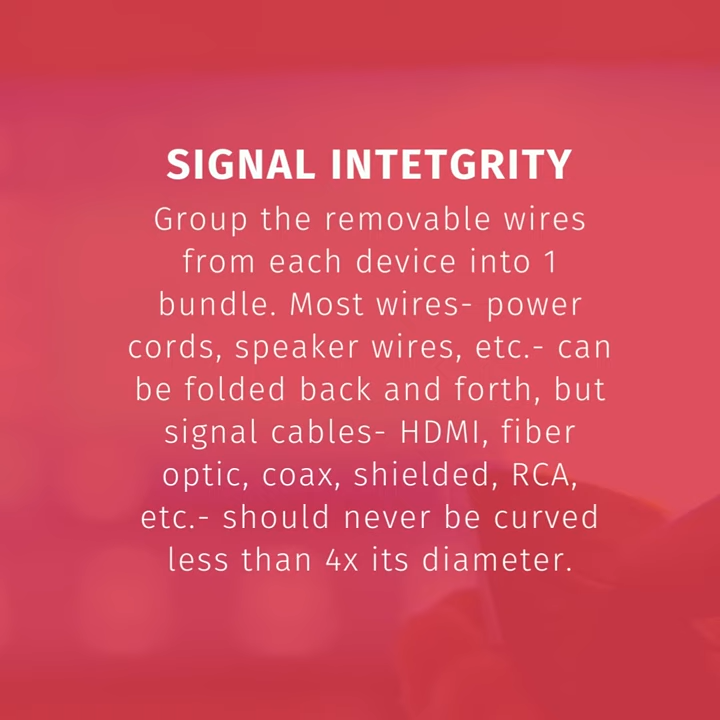 SIGNAL INTETGRITY
Group the removable wires
from each device into 1
bundle. Most wires- power
cords, speaker wires, etc.- can
be folded back and forth, but
signal cables- HDMI, fiber
optic, coax, shielded, RCA,
etc.- should never be curved
less than 4x its diameter.